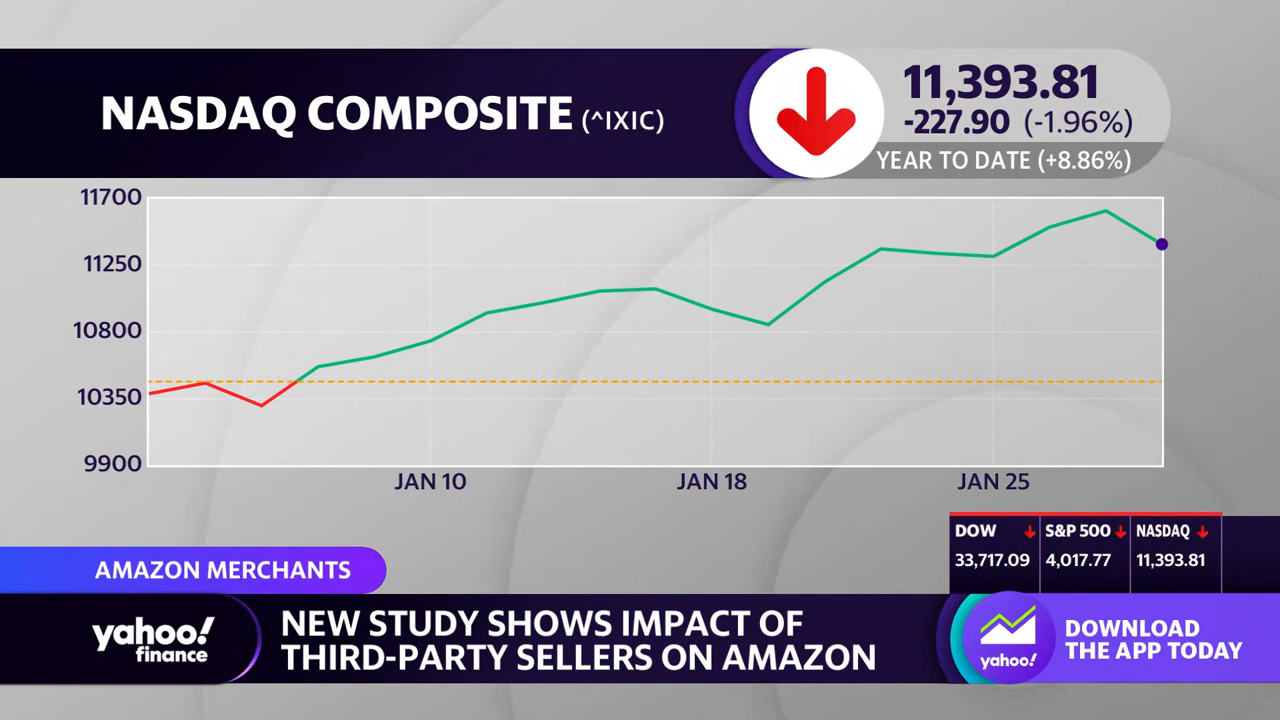 NASDAQ COMPOSITE (^IXIC)
11,393.81
-227.90 (-1.96%)
YEAR TO DATE (+8.86%)
11700
11250
10800
10350
9900
JAN 10
JAN 18
JAN 25
DOW
33,717.09
S&P 500
4,017.77
NASDAQ
11,393.81
AMAZON MERCHANTS
yahoo!
finance
NEW STUDY SHOWS IMPACT OF
THIRD-PARTY SELLERS ON AMAZON
yahoo!
DOWNLOAD
THE APP TODAY